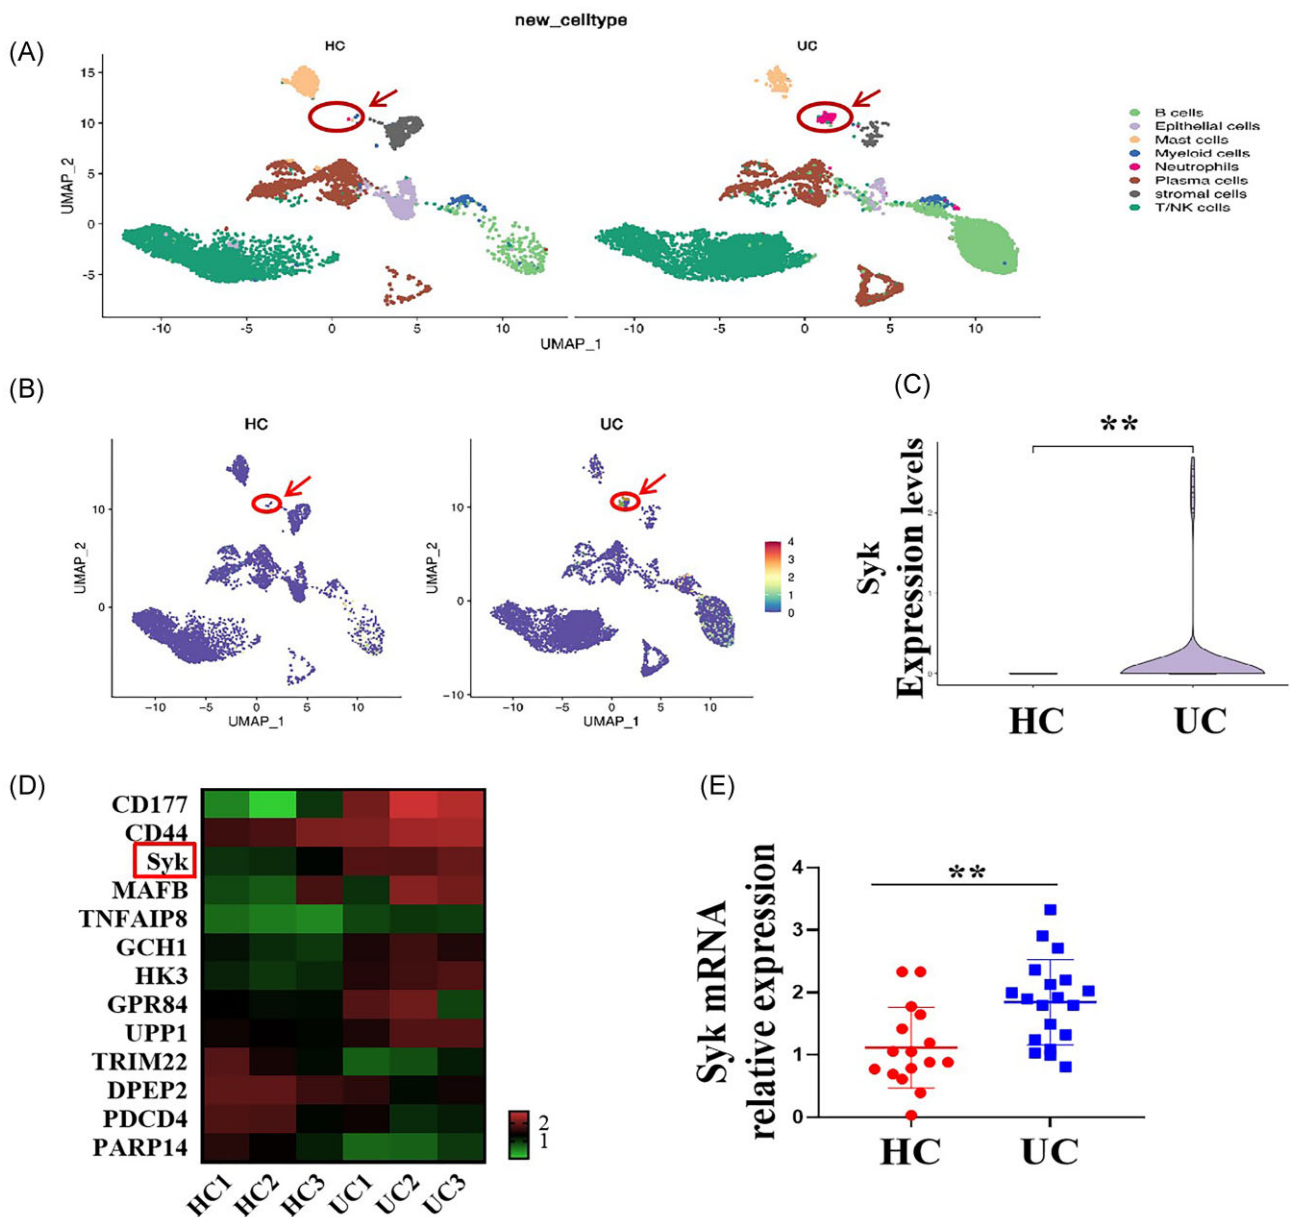 new_celltype
(A)
HC
UC
UMAP_2
15
10
5
0
-5
-10
-5
0
5
10
-10
-5
0
5
10
UMAP_1
B cells
Epithelial cells
Mast cells
Myeloid cells
Neutrophils
Plasma cells
stromal cells
T/NK cells
(B)
HC
UC
UMAP_2
10
0
-10
-5
0
5
10
UMAP_1
UMAP_2
10
0
-10
-10
-5
0
5
10
UMAP_1
4
3
2
1
0
(C)
**
Syk
Expression levels
2
1
0
HC
UC
(D)
CD177
CD44
Syk
MAFB
TNFAIP8
GCH1
HK3
GPR84
UPP1
TRIM22
DPEP2
PDCD4
PARP14
HC1
HC2
HC3
UC1
UC2
UC3
2
1
(E)
**
Syk mRNA
relative expression
4
3
2
1
0
HC
UC